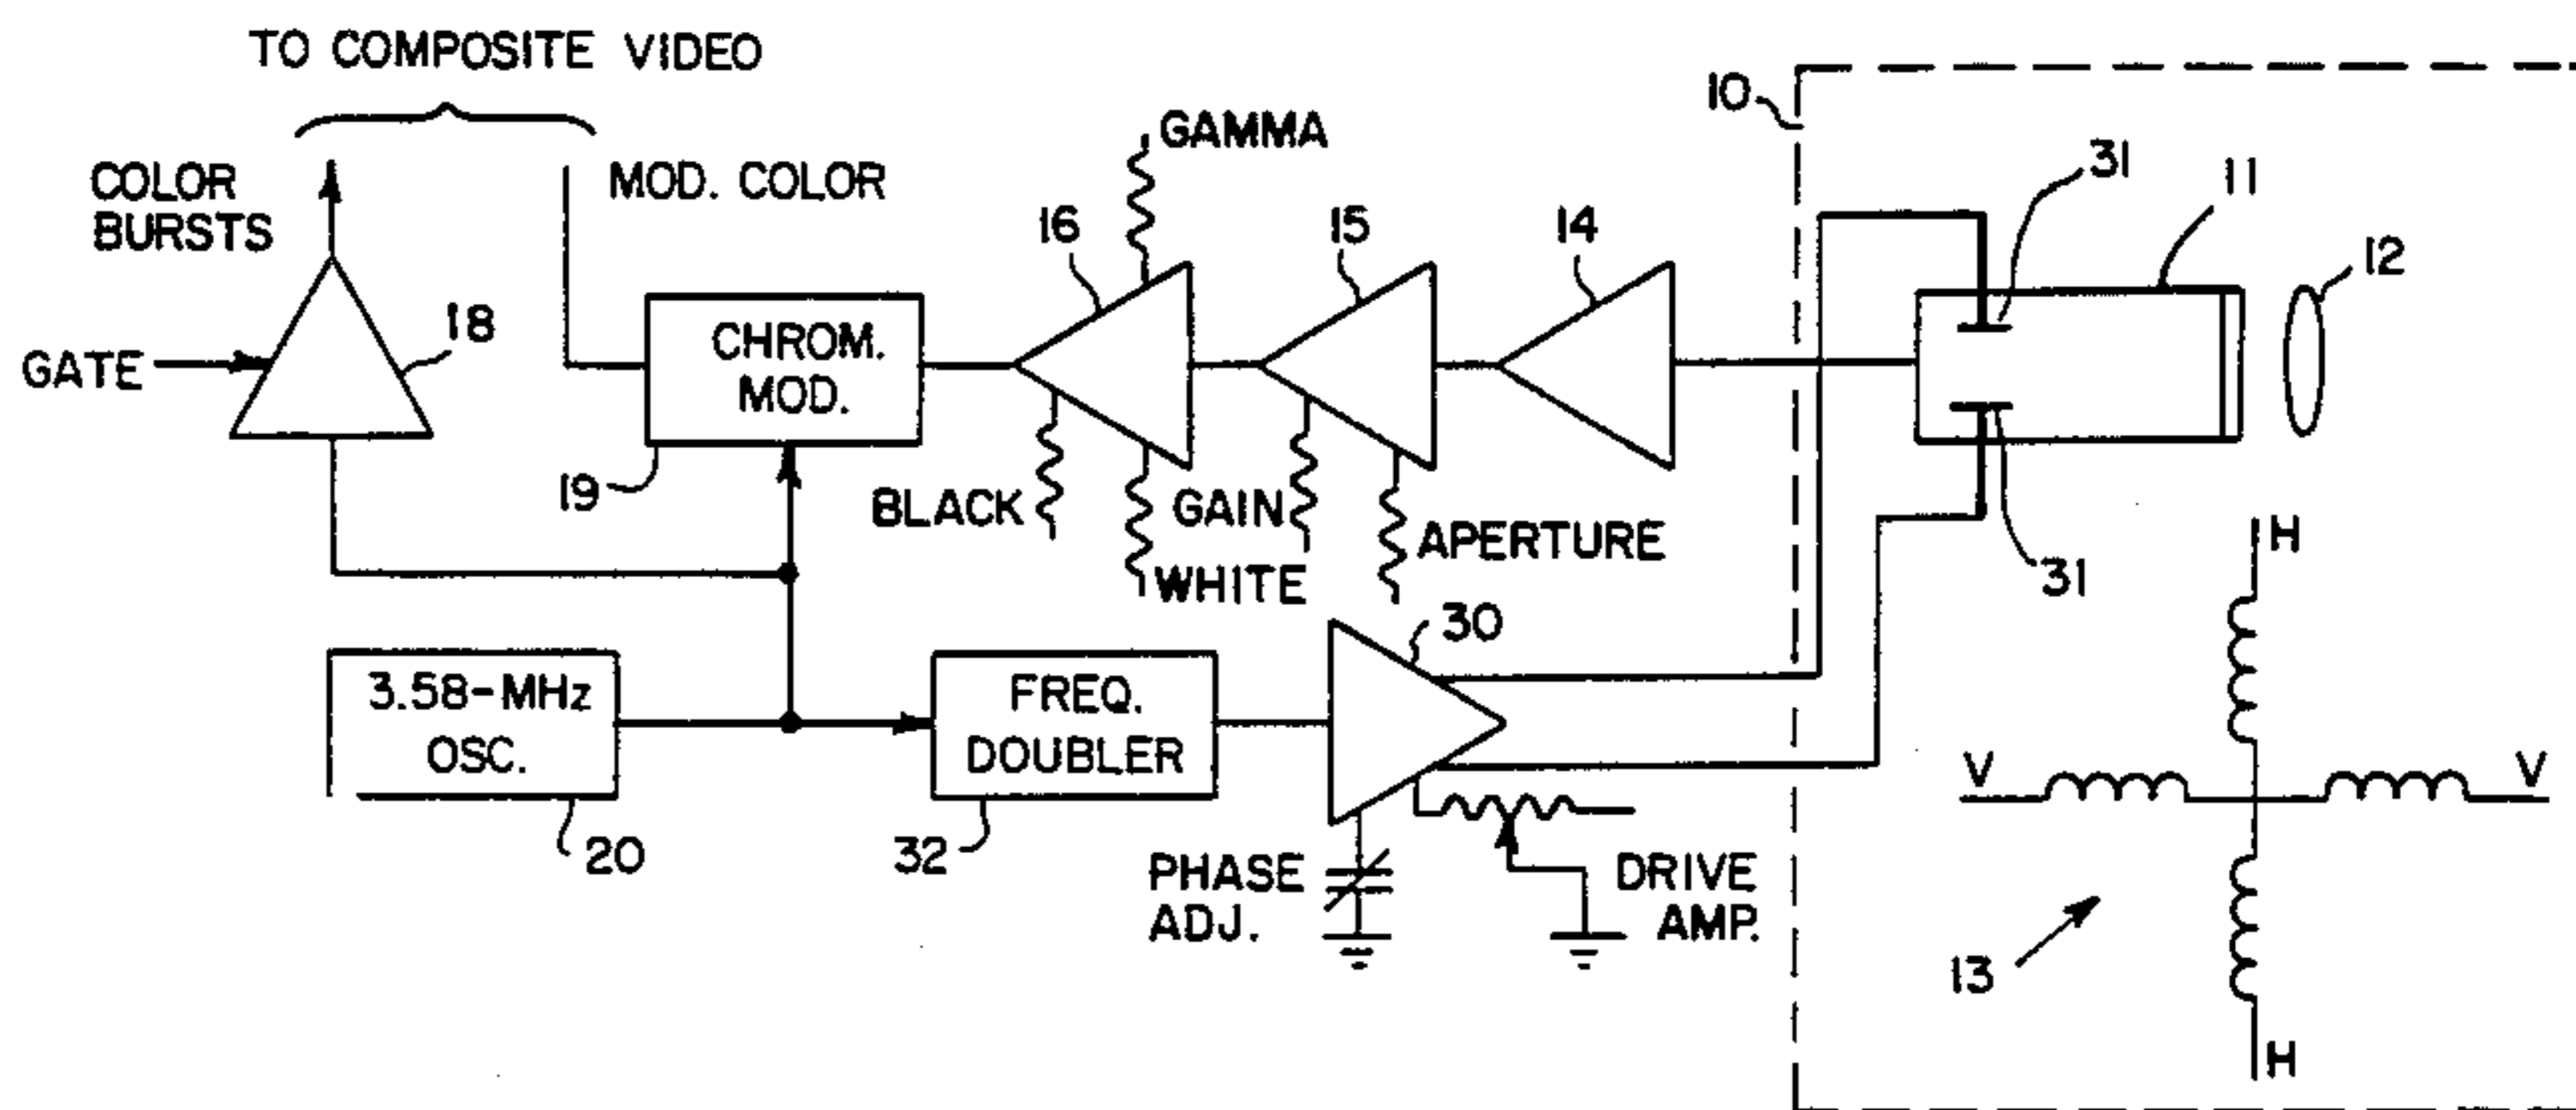 TO COMPOSITE VIDEO
COLOR
BURSTS
MOD. COLOR
GAMMA
10
31
11
12
16
15
14
18
GATE
CHROM.
MOD.
19
BLACK
GAIN
WHITE
APERTURE
31
H
30
3.58-MHz
OSC.
20
FREQ.
DOUBLER
32
PHASE
ADJ.
DRIVE
AMP.
V
V
13
H